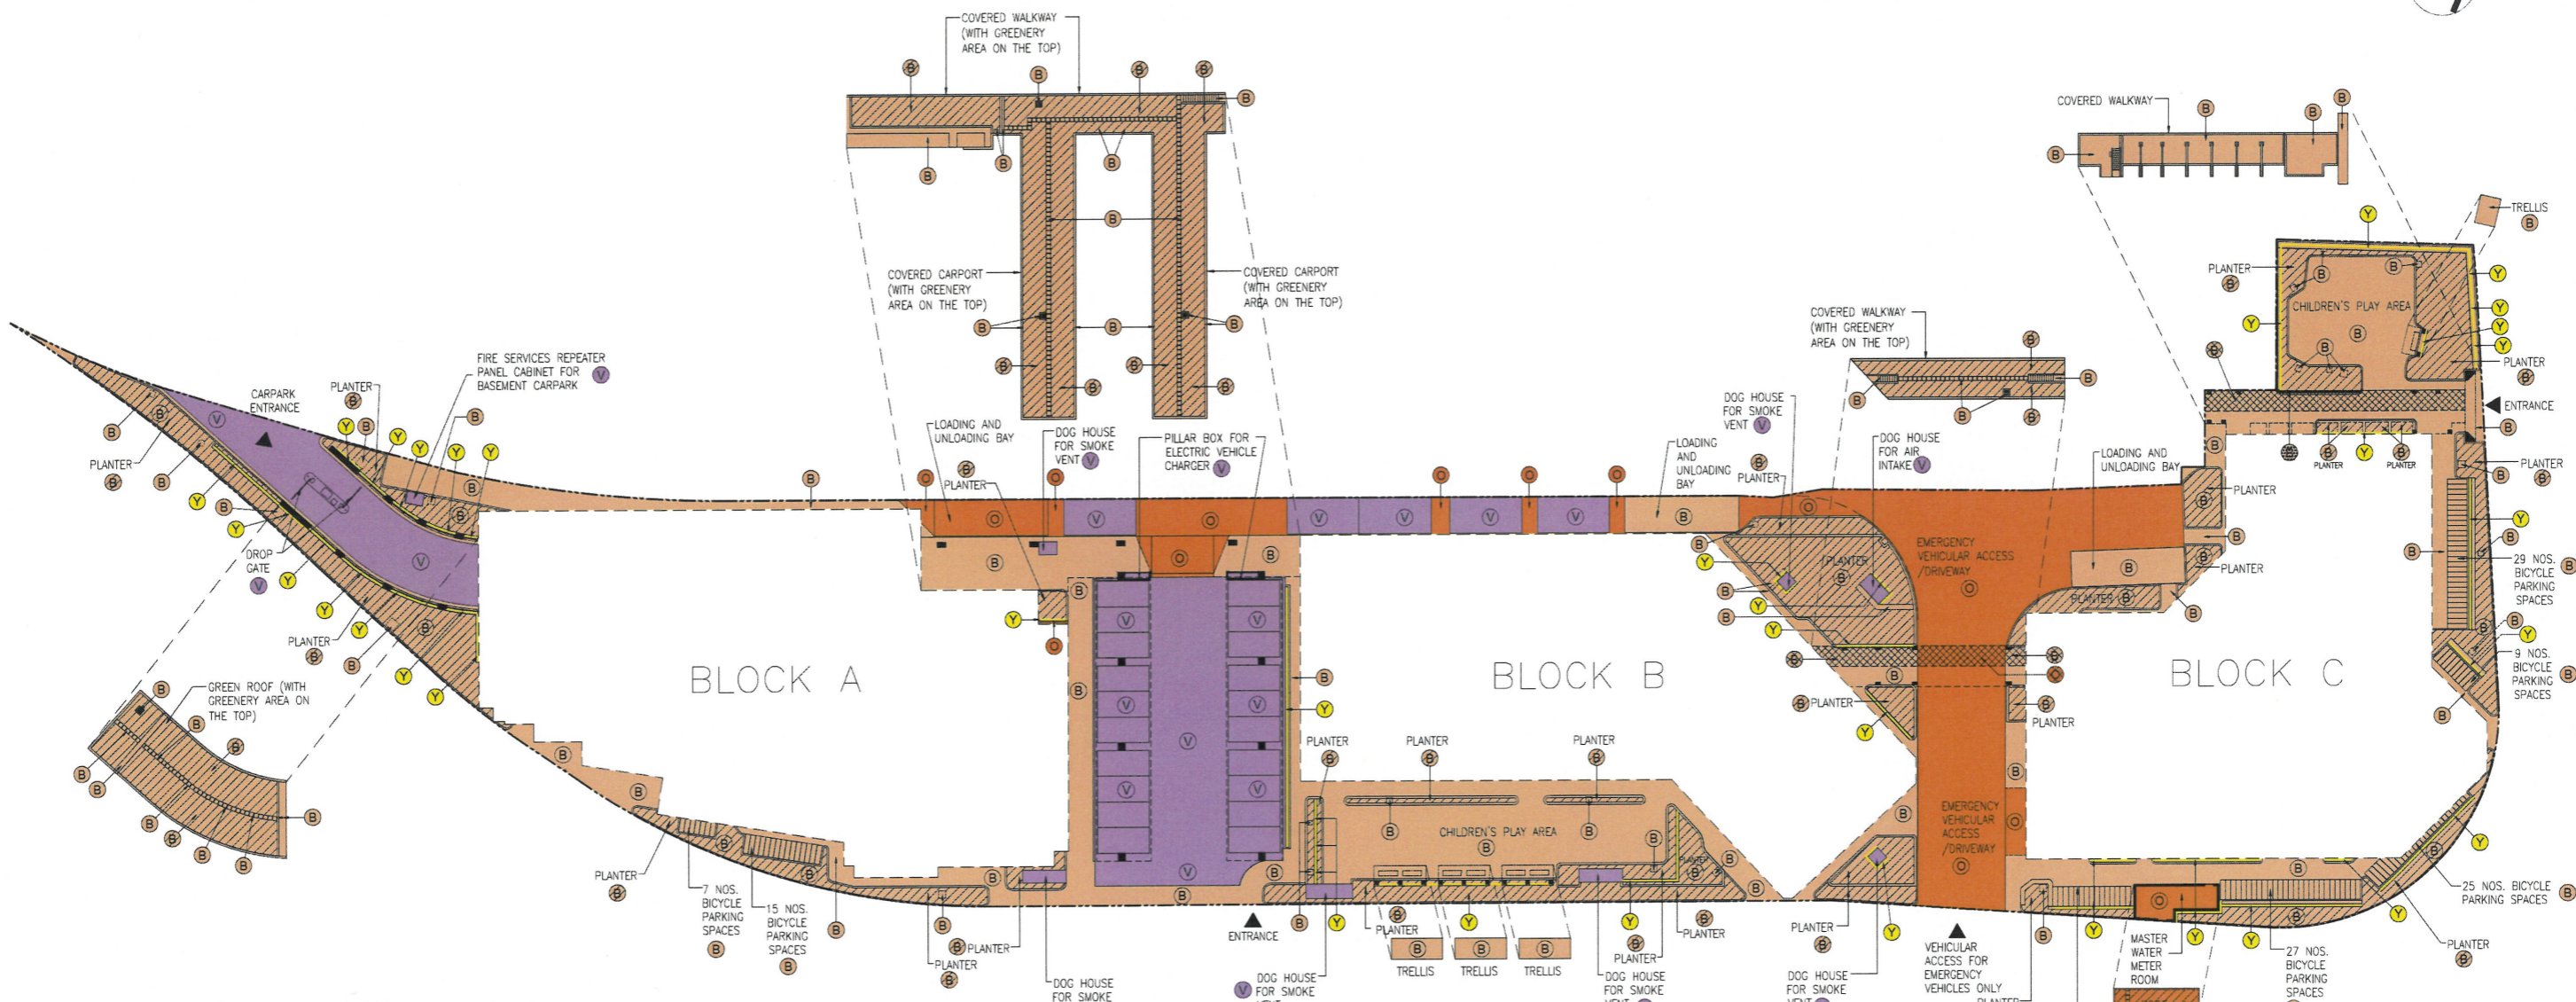 COVERED WALKWAY
(WITH GREENERY
AREA ON THE TOP)
B
B
B
B
B
B
B
B
B
B
COVERED CARPORT
(WITH GREENERY
AREA ON THE TOP)
COVERED CARPORT
(WITH GREENERY
AREA ON THE TOP)
B
B
B
B
B
B
B
COVERED WALKWAY
B
B
B
B
TRELLIS
B
COVERED WALKWAY
(WITH GREENERY
AREA ON THE TOP)
B
B
B
PLANTER
B
CHILDREN'S PLAY AREA
B
Y
Y
Y
Y
Y
Y
PLANTER
B
ENTRANCE
B
CARPARK
ENTRANCE
V
FIRE SERVICES REPEATER
PANEL CABINET FOR
BASEMENT CARPARK
V
PLANTER
B
Y
Y
Y
Y
Y
B
B
PLANTER
B
DROP
GATE
V
V
Y
Y
Y
Y
Y
Y
Y
PLANTER
B
GREEN ROOF (WITH
GREENERY AREA ON
THE TOP)
B
B
B
B
B
B
B
B
B
LOADING AND
UNLOADING BAY
O
B
PLANTER
O
DOG HOUSE
FOR SMOKE
VENT
V
PILLAR BOX FOR
ELECTRIC VEHICLE
CHARGER
V
O
V
O
V
V
V
V
O
O
O
LOADING
AND
UNLOADING
BAY
B
DOG HOUSE
FOR SMOKE
VENT
V
B
PLANTER
DOG HOUSE
FOR AIR
INTAKE
V
O
EMERGENCY
VEHICULAR ACCESS
/DRIVEWAY
O
LOADING AND
UNLOADING BAY
B
PLANTER
PLANTER
PLANTER
PLANTER
Y
PLANTER
PLANTER
B
PLANTER
B
29 NOS.
BICYCLE
PARKING
SPACES
B
9 NOS.
BICYCLE
PARKING
SPACES
B
BLOCK A
BLOCK B
BLOCK C
B
O
B
Y
O
V
V
V
V
V
V
V
V
B
B
Y
PLANTER
B
PLANTER
B
PLANTER
B
CHILDREN'S PLAY AREA
B
PLANTER
B
PLANTER
EMERGENCY
VEHICULAR
ACCESS
/DRIVEWAY
O
O
PLANTER
B
7 NOS.
BICYCLE
PARKING
SPACES
B
15 NOS.
BICYCLE
PARKING
SPACES
B
B
PLANTER
B
PLANTER
B
DOG HOUSE
FOR SMOKE
ENTRANCE
V
DOG HOUSE
FOR SMOKE
Y
PLANTER
B
TRELLIS
B
TRELLIS
B
TRELLIS
DOG HOUSE
FOR SMOKE
PLANTER
B
PLANTER
B
PLANTER
B
DOG HOUSE
FOR SMOKE
Y
VEHICULAR
ACCESS FOR
EMERGENCY
VEHICLES ONLY
PLANTER
B
Y
O
MASTER
WATER
METER
ROOM
Y
Y
27 NOS.
BICYCLE
PARKING
SPACES
25 NOS. BICYCLE
PARKING SPACES
B
Y
Y
PLANTER
B